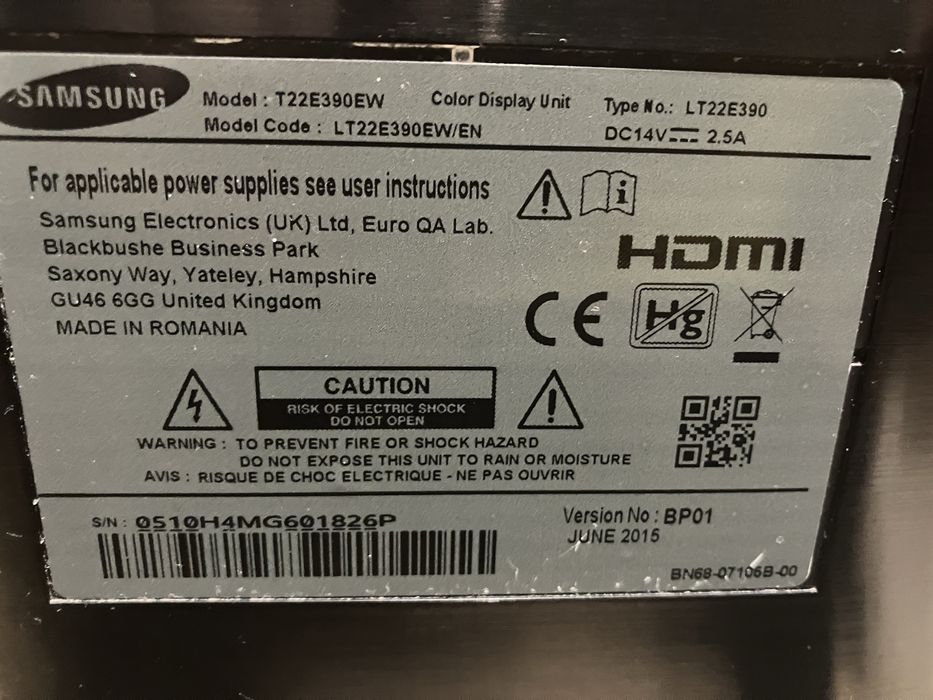 SAMSUNG
Model : T22E390EW Color Display Unit Type No.: LT22E390
Model Code : LT22E390EW/EN DC14V 2.5A
For applicable power supplies see user instructions
Samsung Electronics (UK) Ltd, Euro QA Lab.
Blackbushe Business Park
Saxony Way, Yateley, Hampshire
GU46 6GG United Kingdom
MADE IN ROMANIA
HDMI
CE Hg
CAUTION
RISK OF ELECTRIC SHOCK
DO NOT OPEN
WARNING : TO PREVENT FIRE OR SHOCK HAZARD
DO NOT EXPOSE THIS UNIT TO RAIN OR MOISTURE
AVIS : RISQUE DE CHOC ELECTRIQUE - NE PAS OUVRIR
S/N : 0510H4MG601826P
Version No : BP01
JUNE 2015
BN68-07106B-00